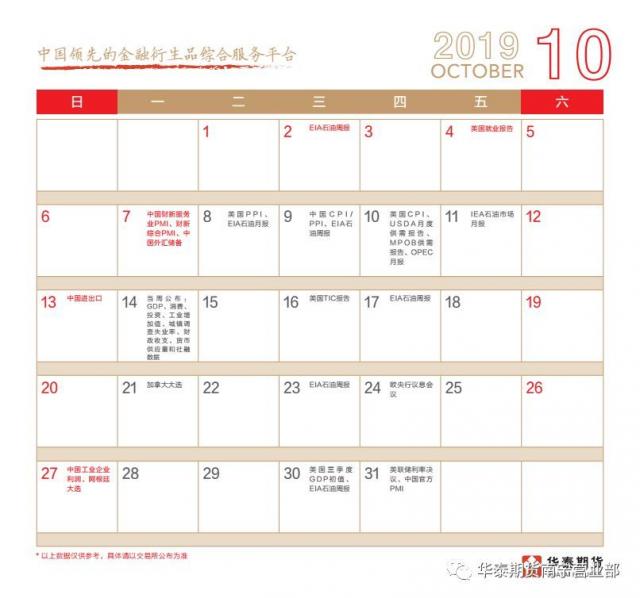 中国领先的金融衍生品综合服务平台
2019
OCTOBER
10
日 一 二 三 四 五 六
1
2 EIA石油周报
3
4 美国就业报告
5
6
7 中国财新服务
业PMI、财新
综合PMI、中
国外汇储备
8 美国PPI、
EIA石油月报
9 中国CPI/
PPI、EIA石
油周报
10 美国CPI、
USDA月度
供需报告、
MPOB供需
报告、OPEC
月报
11 IEA石油市场
月报
12
13 中国进出口
14 当周公布：
GDP、消费、
投资、工业增
加值、城镇调
查失业率、财
政收支、货币
供应量和社融
数据
15
16 美国TIC报告
17 EIA石油周报
18
19
20
21 加拿大大选
22
23 EIA石油周报
24 欧央行议息会
议
25
26
27 中国工业企业
利润、阿根廷
大选
28
29
30 美国三季度
GDP初值、
EIA石油周报
31 美联储利率决
议、中国官方
PMI
* 以上数据仅供参考，具体请以交易所公布为准
华泰期货
华泰期货南宁营业部